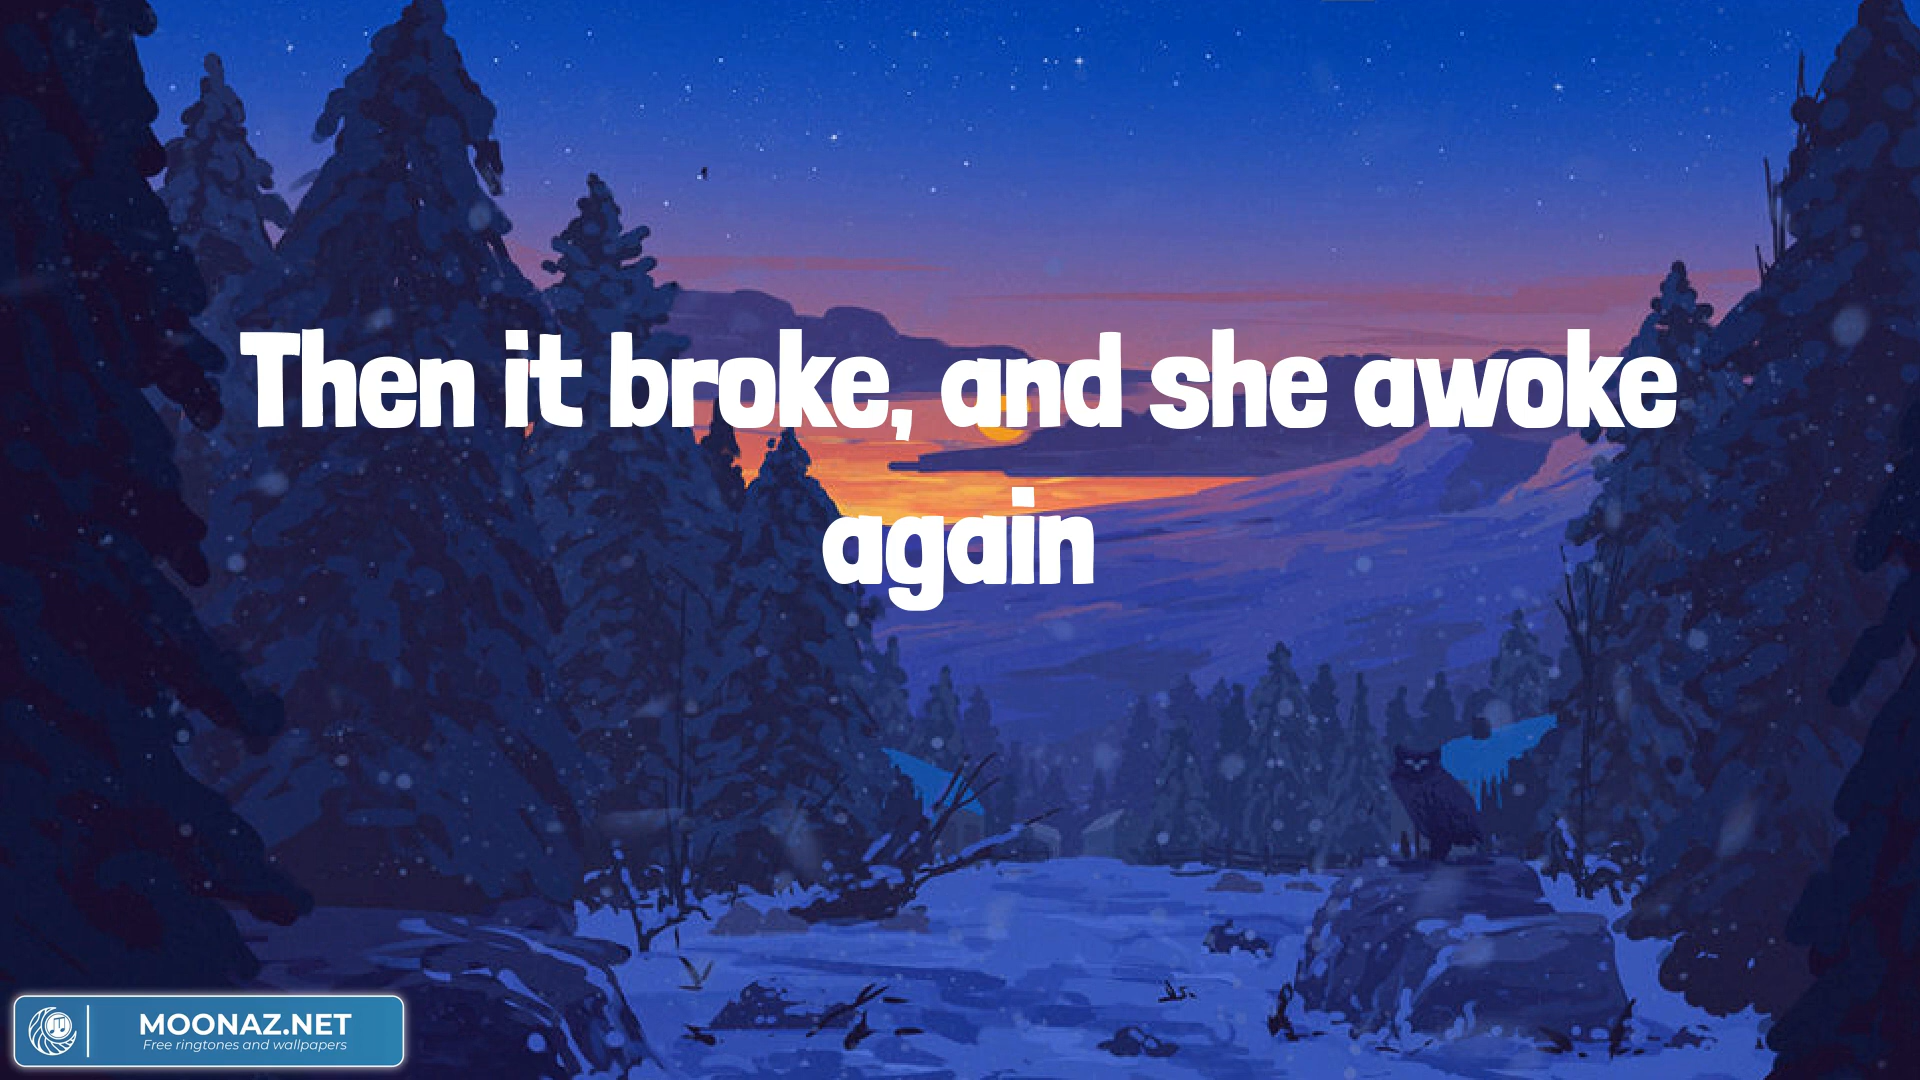 Then it broke, and she awoke
again
MOONAZ.NET
Free ringtones and wallpapers